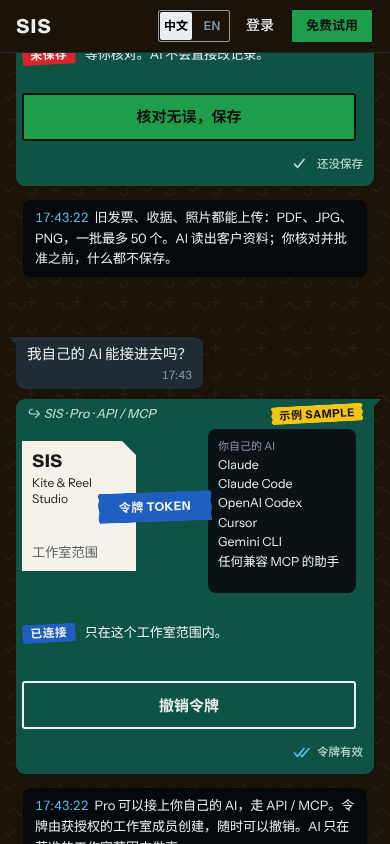 SIS
中文
EN
登录
免费试用
未保存
等你核对。AI 不会直接改记录。
核对无误，保存
还没保存
17:43:22 旧发票、收据、照片都能上传：PDF、JPG、
PNG，一批最多 50 个。AI 读出客户资料；你核对并批
准之前，什么都不保存。
我自己的 AI 能接进去吗？
17:43
SIS · Pro · API / MCP
示例 SAMPLE
SIS
Kite & Reel
Studio
工作室范围
令牌 TOKEN
你自己的 AI
Claude
Claude Code
OpenAI Codex
Cursor
Gemini CLI
任何兼容 MCP 的助手
已连接
只在这个工作室范围内。
撤销令牌
令牌有效
17:43:22 Pro 可以接上你自己的 AI，走 API / MCP。令
牌由获授权的工作室成员创建，随时可以撤销。AI 只在